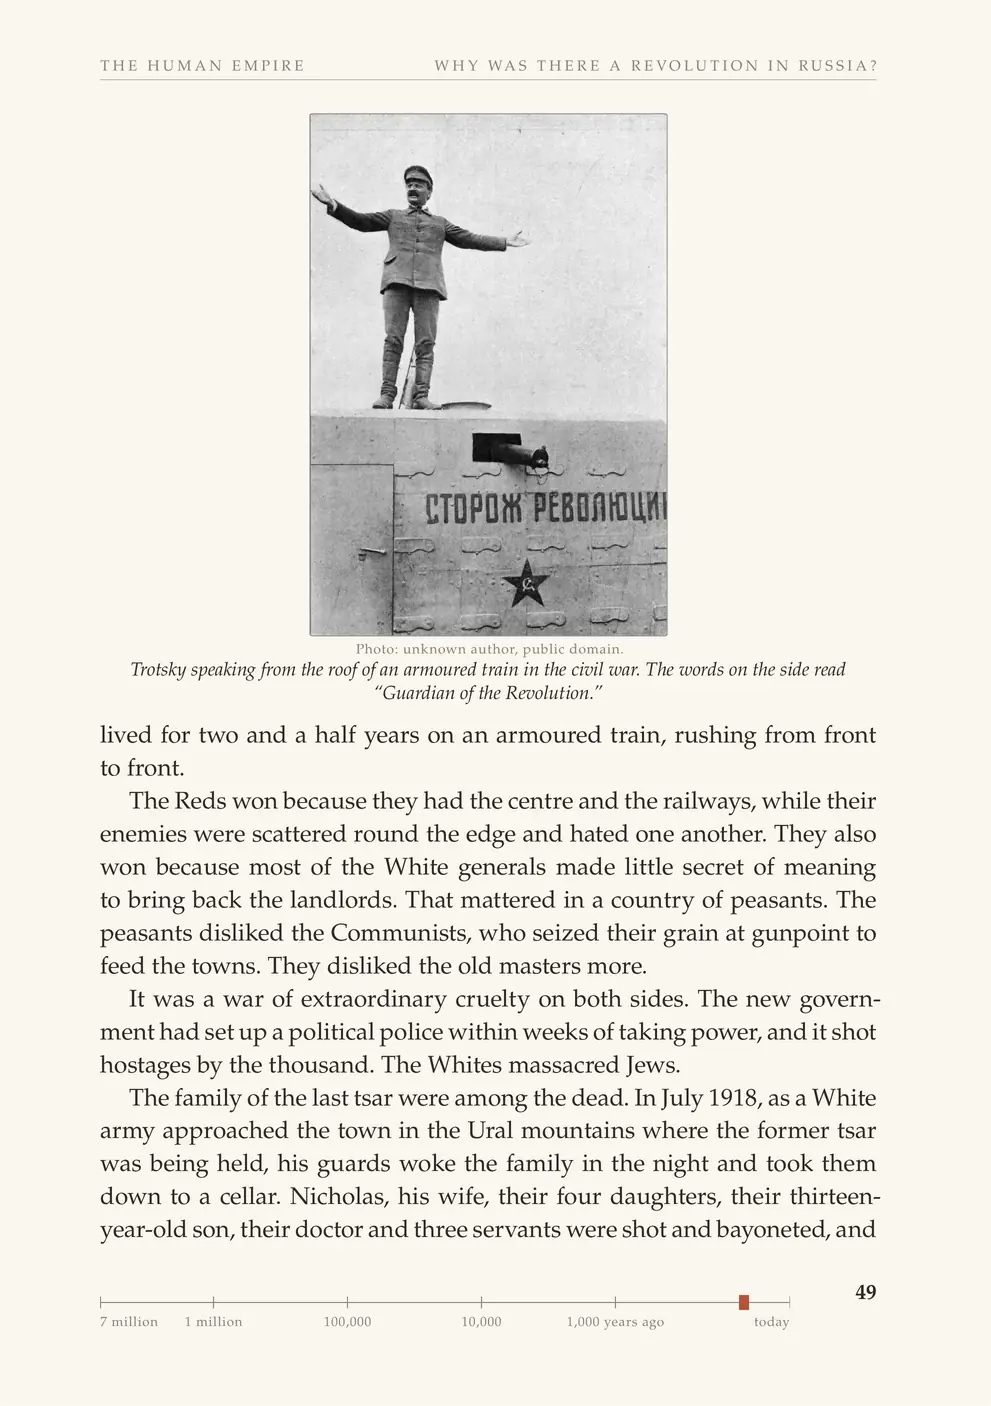 THE HUMAN EMPIRE
WHY WAS THERE A REVOLUTION IN RUSSIA?
СТОРОЖ РЕВОЛЮЦИИ
Photo: unknown author, public domain.
Trotsky speaking from the roof of an armoured train in the civil war. The words on the side read
“Guardian of the Revolution.”
lived for two and a half years on an armoured train, rushing from front
to front.
The Reds won because they had the centre and the railways, while their
enemies were scattered round the edge and hated one another. They also
won because most of the White generals made little secret of meaning
to bring back the landlords. That mattered in a country of peasants. The
peasants disliked the Communists, who seized their grain at gunpoint to
feed the towns. They disliked the old masters more.
It was a war of extraordinary cruelty on both sides. The new govern-
ment had set up a political police within weeks of taking power, and it shot
hostages by the thousand. The Whites massacred Jews.
The family of the last tsar were among the dead. In July 1918, as a White
army approached the town in the Ural mountains where the former tsar
was being held, his guards woke the family in the night and took them
down to a cellar. Nicholas, his wife, their four daughters, their thirteen-
year-old son, their doctor and three servants were shot and bayoneted, and
49
7 million
1 million
100,000
10,000
1,000 years ago
today